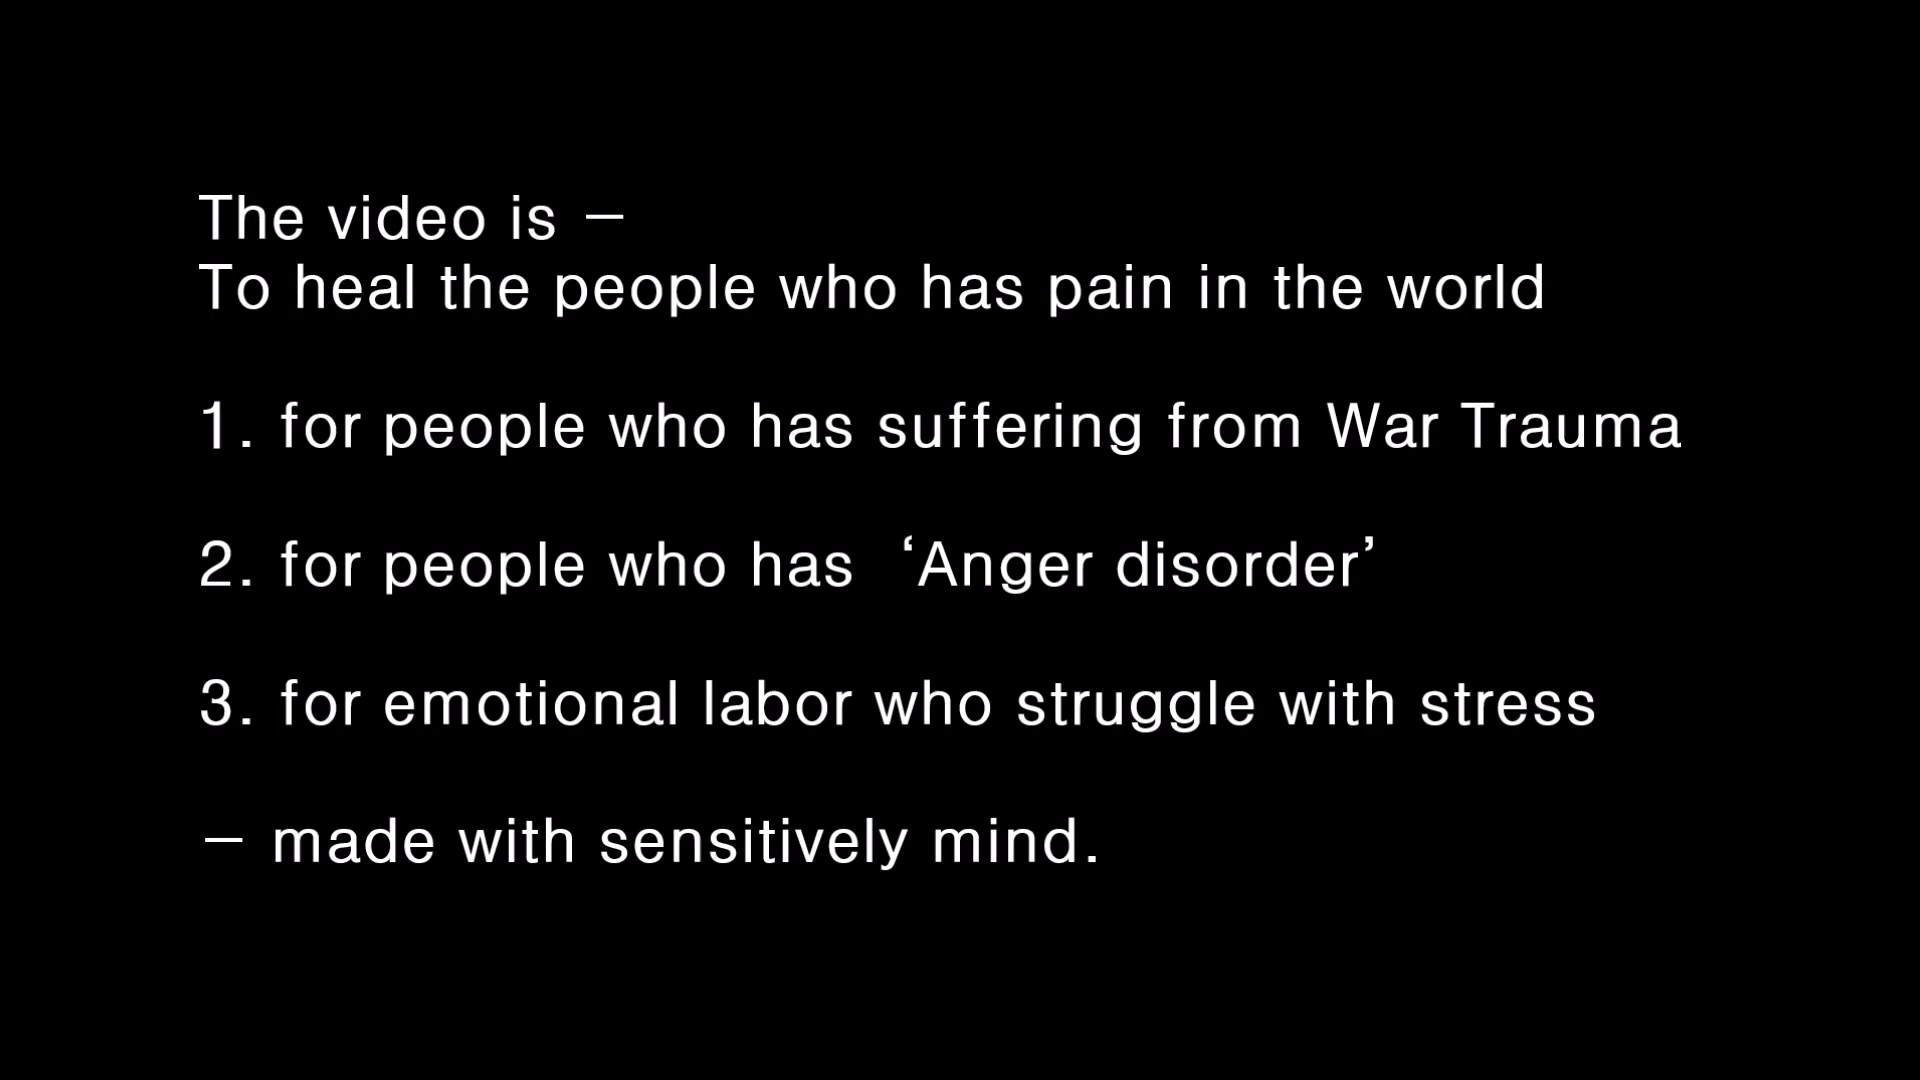 The video is –
To heal the people who has pain in the world
1. for people who has suffering from War Trauma
2. for people who has ‘Anger disorder’
3. for emotional labor who struggle with stress
– made with sensitively mind.